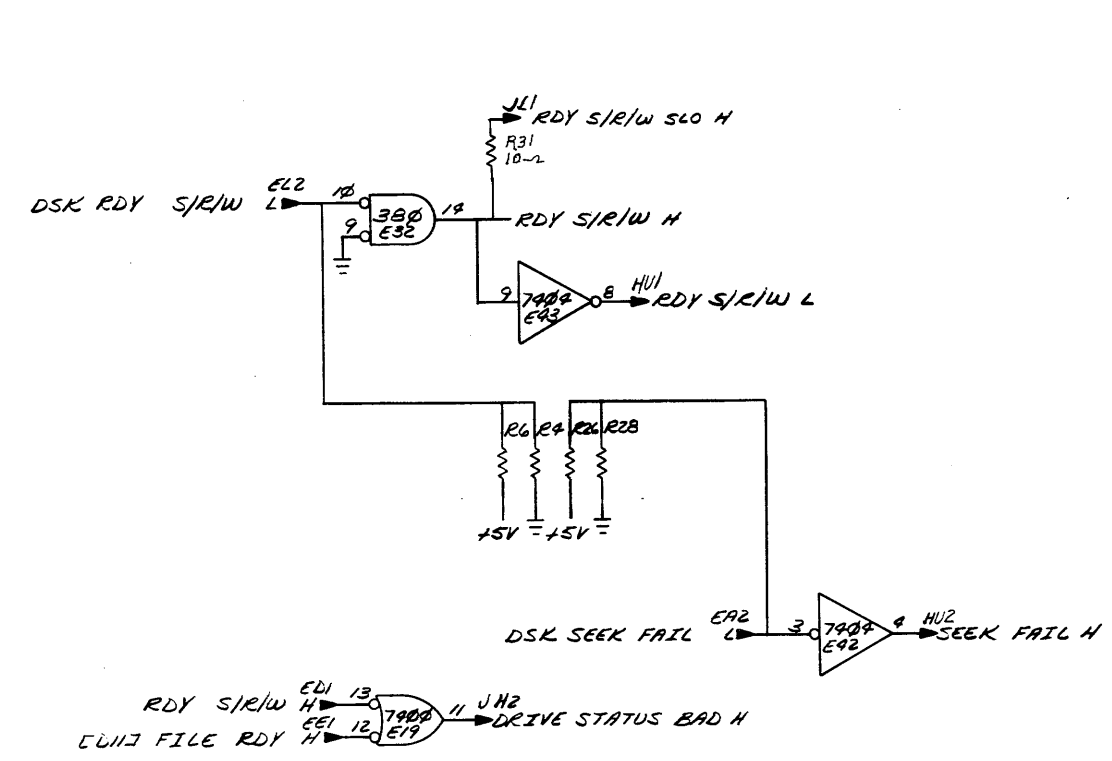 JL1
RDY S/R/W SLO H
R31
10Ω
DSK RDY S/R/W L
EL2
10
9
380
E32
14
RDY S/R/W H
9
7404
E43
8
HU1
RDY S/R/W L
R6 R4 R26 R28
+5V +5V
DSK SEEK FAIL L
EA2
3
7404
E42
4
HU2
SEEK FAIL H
RDY S/R/W H
ED1
13
FILE RDY H
EE1
12
7400
E19
11
JH2
DRIVE STATUS BAD H